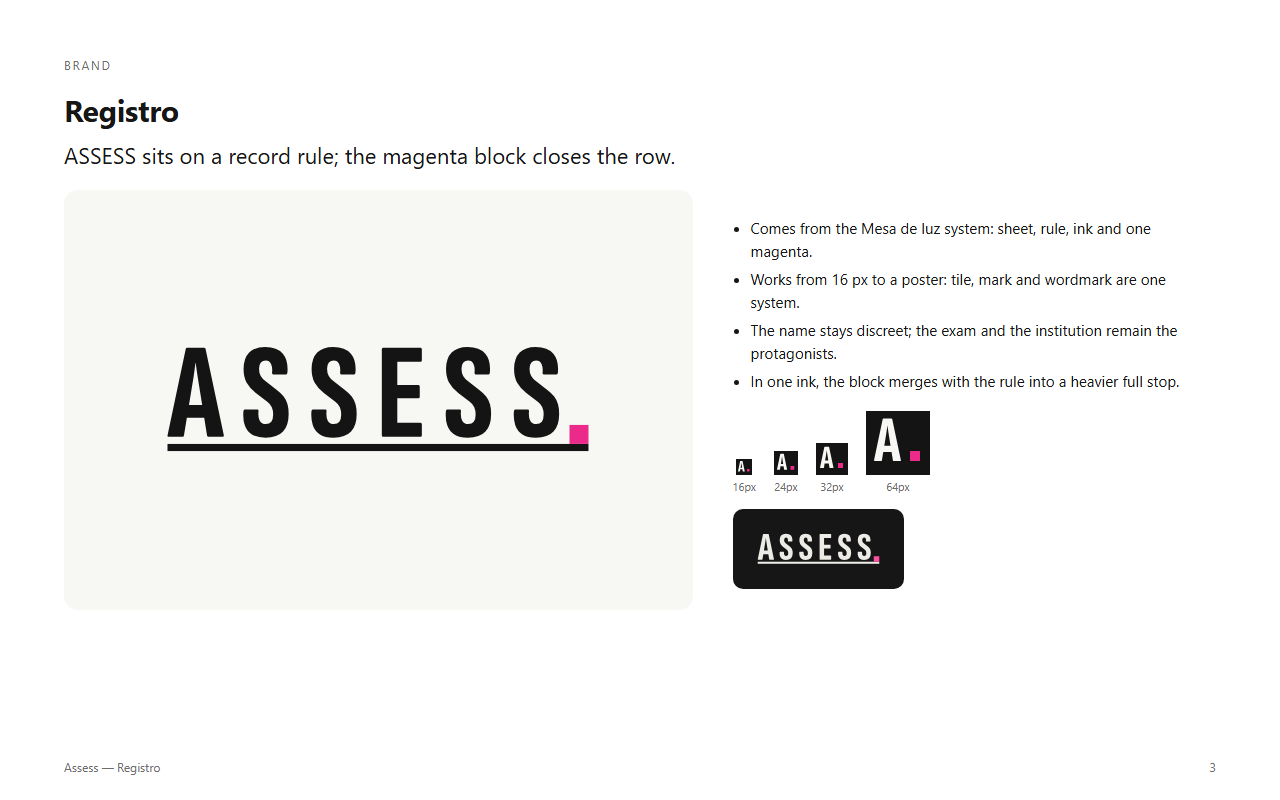 BRAND
Registro
ASSESS sits on a record rule; the magenta block closes the row.
ASSESS.
• Comes from the Mesa de luz system: sheet, rule, ink and one
magenta.
• Works from 16 px to a poster: tile, mark and wordmark are one
system.
• The name stays discreet; the exam and the institution remain the
protagonists.
• In one ink, the block merges with the rule into a heavier full stop.
A. A. A. A.
16px 24px 32px 64px
ASSESS.
Assess — Registro
3